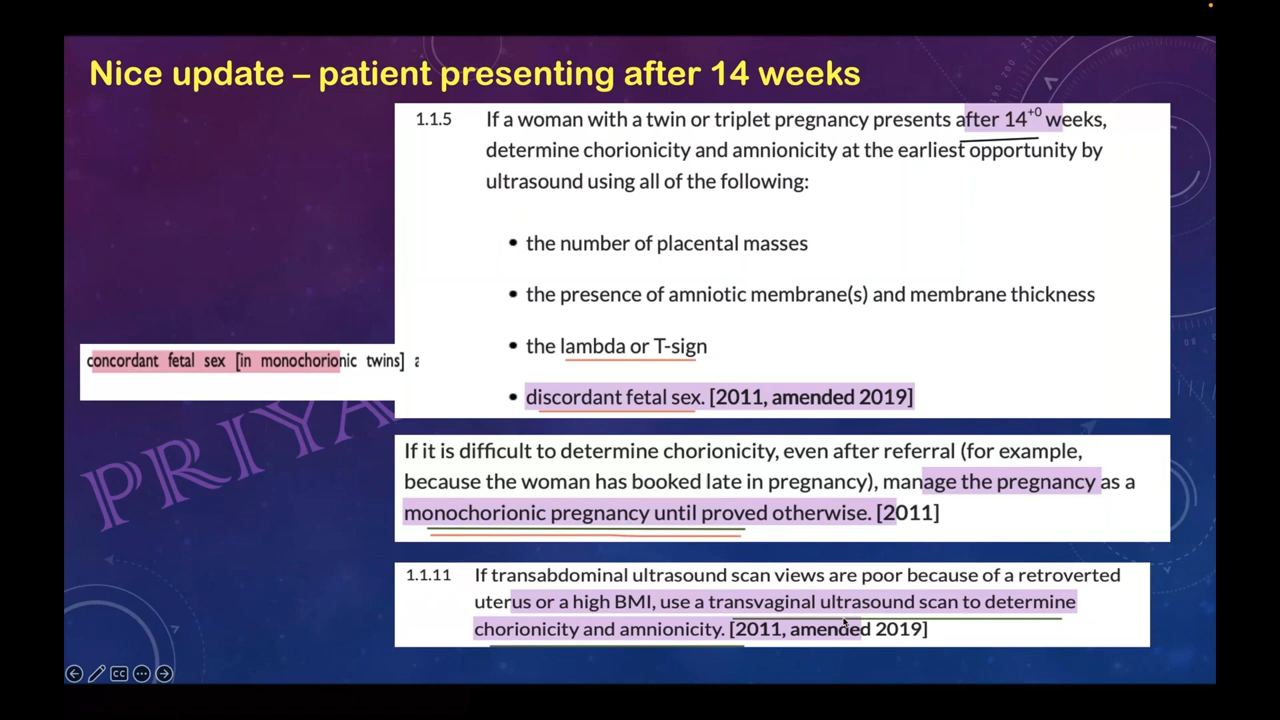 Nice update – patient presenting after 14 weeks
1.1.5 If a woman with a twin or triplet pregnancy presents after 14+0 weeks,
determine chorionicity and amnionicity at the earliest opportunity by
ultrasound using all of the following:
• the number of placental masses
• the presence of amniotic membrane(s) and membrane thickness
• the lambda or T-sign
• discordant fetal sex. [2011, amended 2019]
concordant fetal sex [in monochorionic twins] a
PRIYA
If it is difficult to determine chorionicity, even after referral (for example,
because the woman has booked late in pregnancy), manage the pregnancy as a
monochorionic pregnancy until proved otherwise. [2011]
1.1.11 If transabdominal ultrasound scan views are poor because of a retroverted
uterus or a high BMI, use a transvaginal ultrasound scan to determine
chorionicity and amnionicity. [2011, amended 2019]
CC